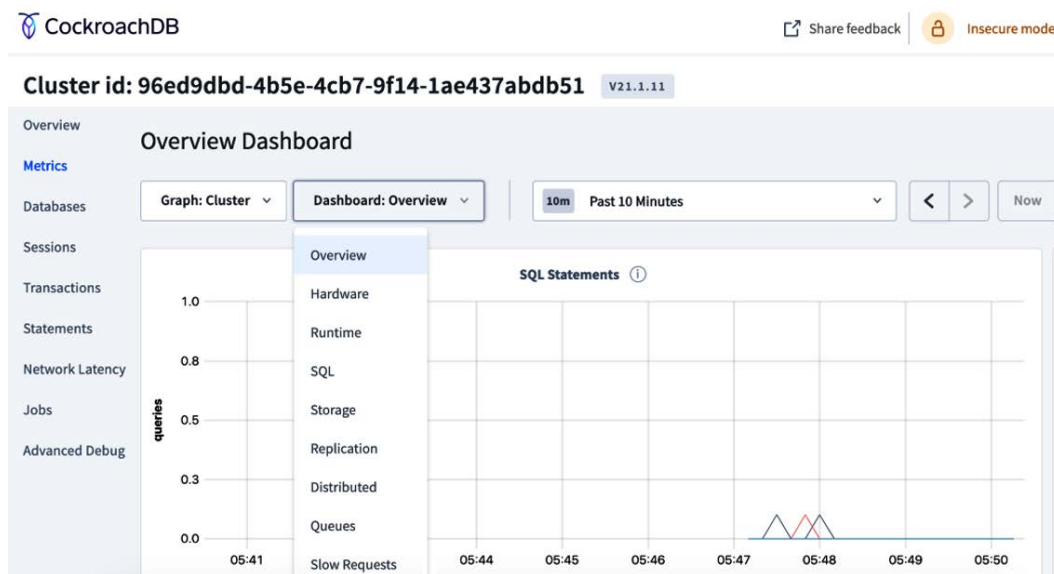 CockroachDB
Share feedback
Insecure mode
Cluster id: 96ed9dbd-4b5e-4cb7-9f14-1ae437abdb51 V21.1.11
Overview
Metrics
Databases
Sessions
Transactions
Statements
Network Latency
Jobs
Advanced Debug
Overview Dashboard
Graph: Cluster
Dashboard: Overview
10m Past 10 Minutes
Now
Overview
Hardware
Runtime
SQL
Storage
Replication
Distributed
Queues
Slow Requests
SQL Statements
queries
1.0
0.8
0.5
0.3
0.0
05:41
05:44
05:45
05:46
05:47
05:48
05:49
05:50